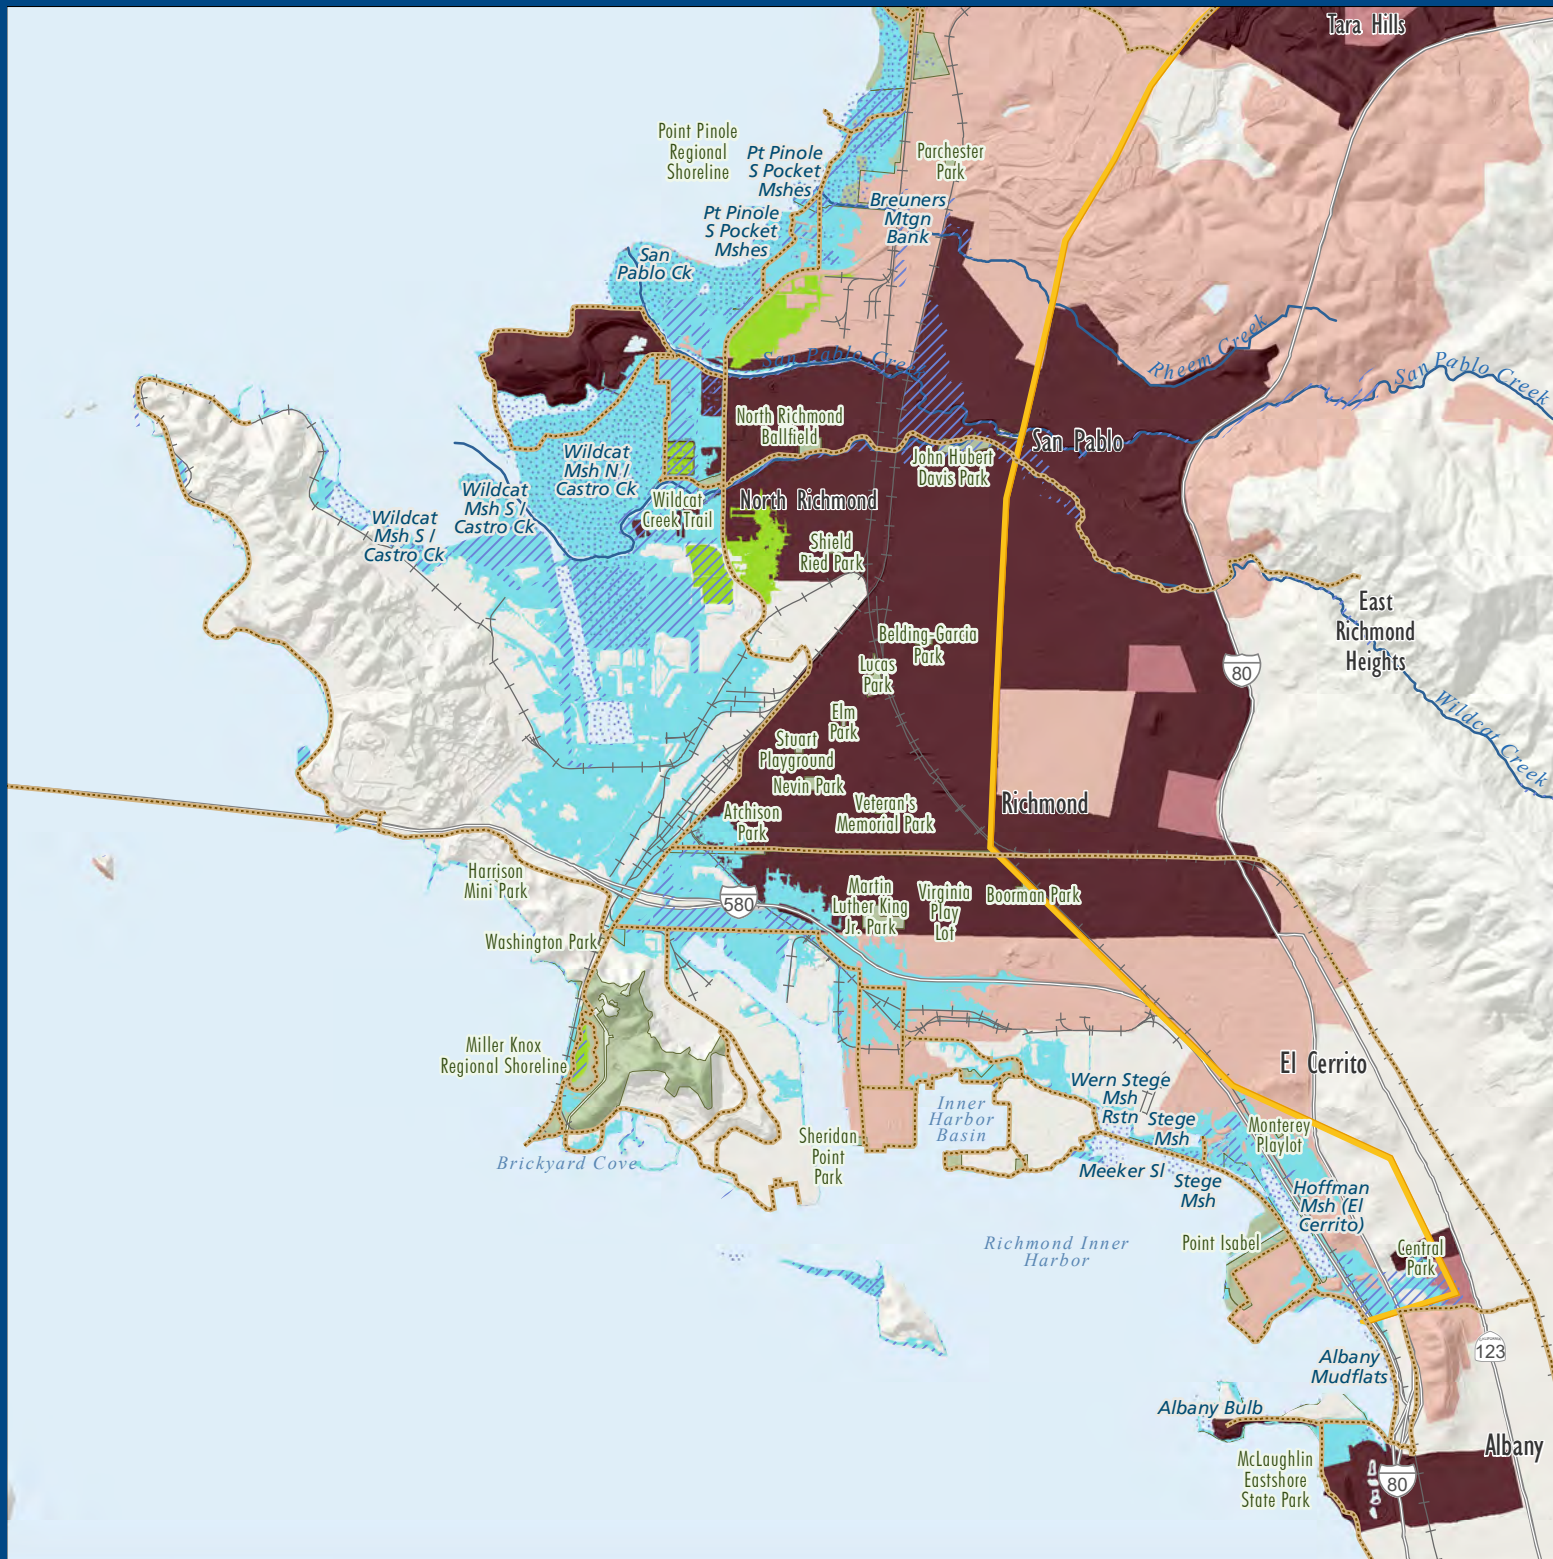 Tara Hills
Point Pinole
Regional
Shoreline
Pt Pinole
S Pocket
Mshes
Parchester
Park
Pt Pinole
S Pocket
Mshes
Breuners
Mtgn
Bank
San
Pablo Ck
San Pablo Creek
Rheem Creek
San Pablo Creek
North Richmond
Ballfield
San Pablo
John Hubert
Davis Park
Wildcat
Msh N /
Castro Ck
Wildcat
Msh S /
Castro Ck
Wildcat
Msh S /
Castro Ck
Wildcat
Creek Trail
North Richmond
Shield
Ried Park
East
Richmond
Heights
Belding-Garcia
Park
Lucas
Park
80
Wildcat Creek
Elm
Park
Stuart
Playground
Nevin Park
Richmond
Veteran's
Memorial Park
Atchison
Park
Harrison
Mini Park
580
Martin
Luther King
Jr. Park
Virginia
Play
Lot
Boorman Park
Washington Park
Miller Knox
Regional Shoreline
El Cerrito
Wern Stege
Msh
Rstn
Stege
Msh
Inner
Harbor
Basin
Monterey
Playlot
Brickyard Cove
Sheridan
Point
Park
Meeker Sl
Stege
Msh
Hoffman
Msh (El
Cerrito)
Richmond Inner
Harbor
Point Isabel
Central
Park
CALIFORNIA
123
Albany
Mudflats
Albany Bulb
Albany
McLaughlin
Eastshore
State Park
80